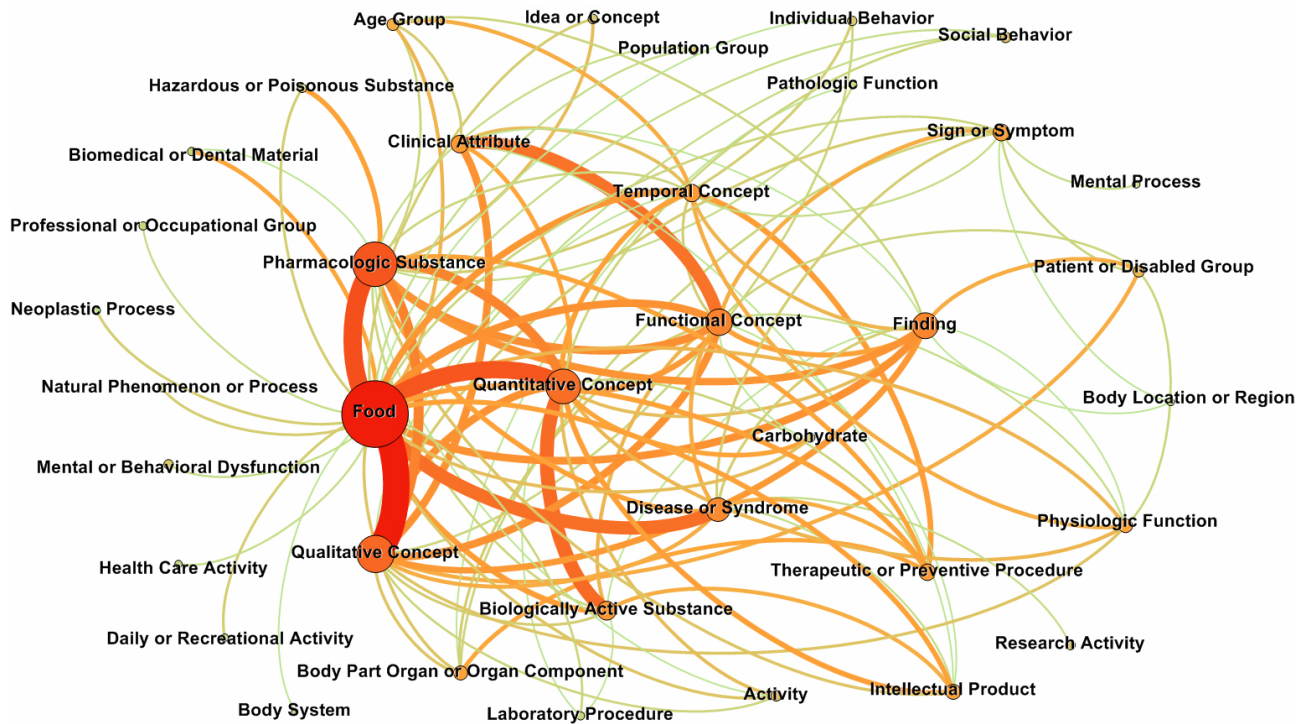 Age Group
Idea or Concept
Individual Behavior
Social Behavior
Population Group
Hazardous or Poisonous Substance
Pathologic Function
Clinical Attribute
Sign or Symptom
Biomedical or Dental Material
Temporal Concept
Mental Process
Professional or Occupational Group
Pharmacologic Substance
Patient or Disabled Group
Neoplastic Process
Functional Concept
Finding
Natural Phenomenon or Process
Quantitative Concept
Food
Body Location or Region
Carbohydrate
Mental or Behavioral Dysfunction
Disease or Syndrome
Physiologic Function
Qualitative Concept
Health Care Activity
Therapeutic or Preventive Procedure
Biologically Active Substance
Daily or Recreational Activity
Research Activity
Body Part Organ or Organ Component
Activity
Intellectual Product
Body System
Laboratory Procedure